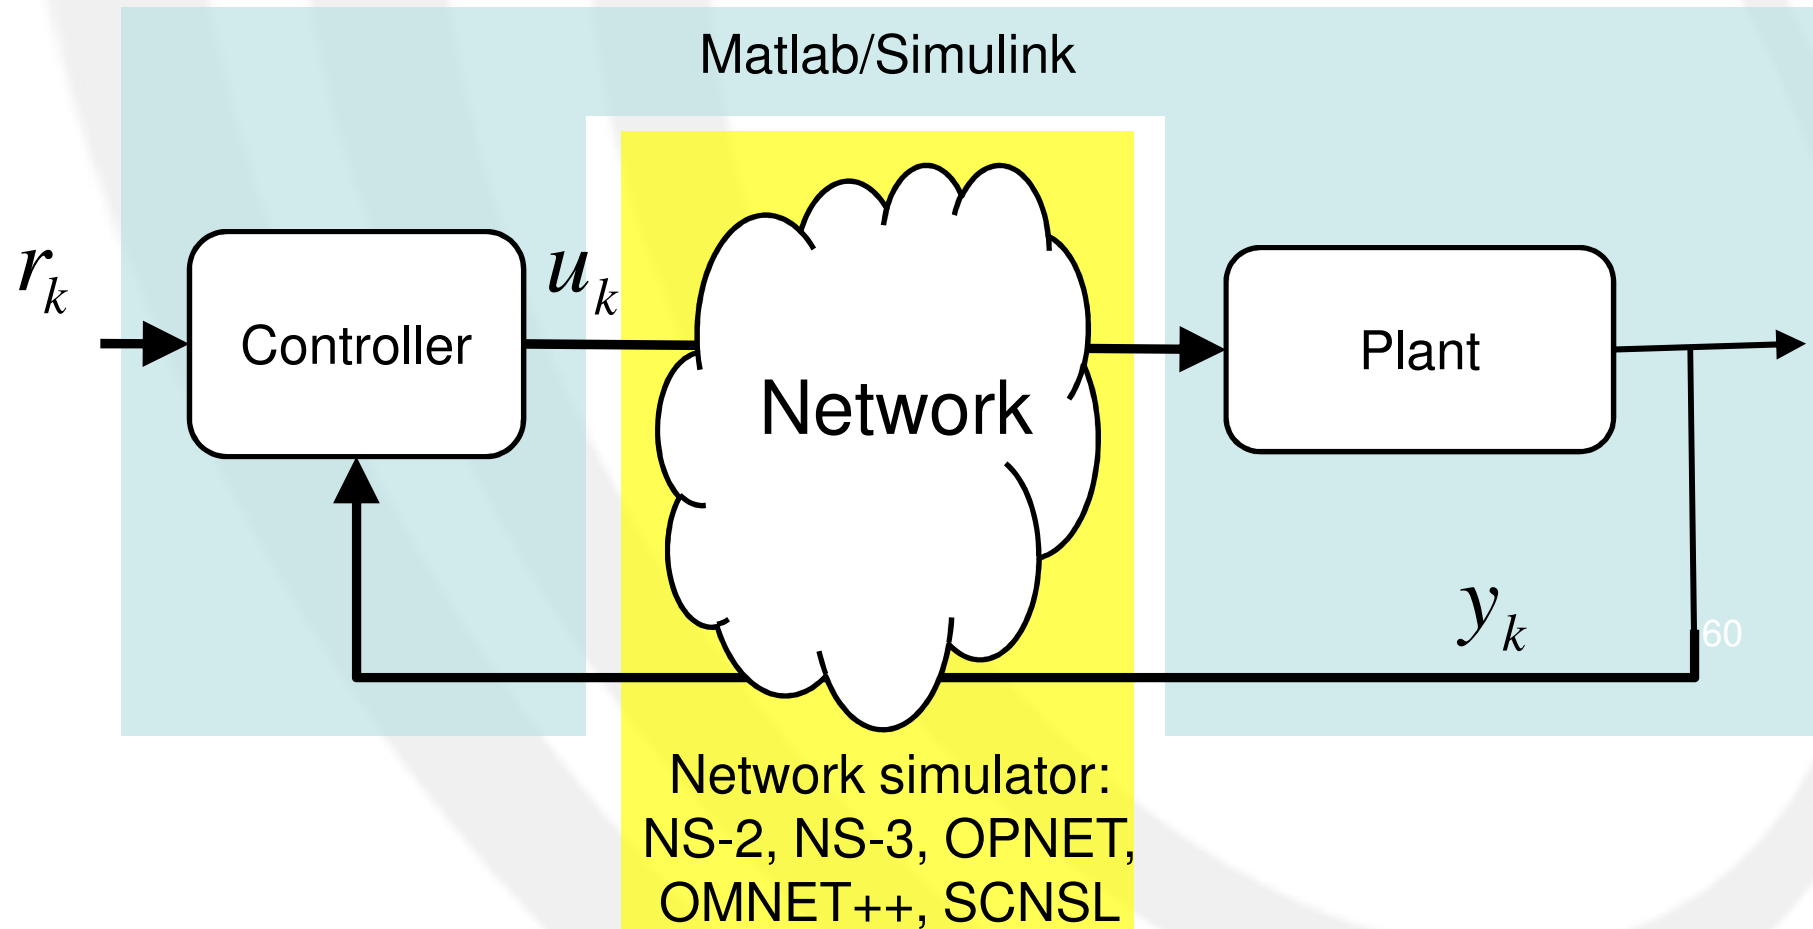 Matlab/Simulink
r_k
u_k
Controller
Network
Plant
y_k
60
Network simulator:
NS-2, NS-3, OPNET,
OMNET++, SCNSL